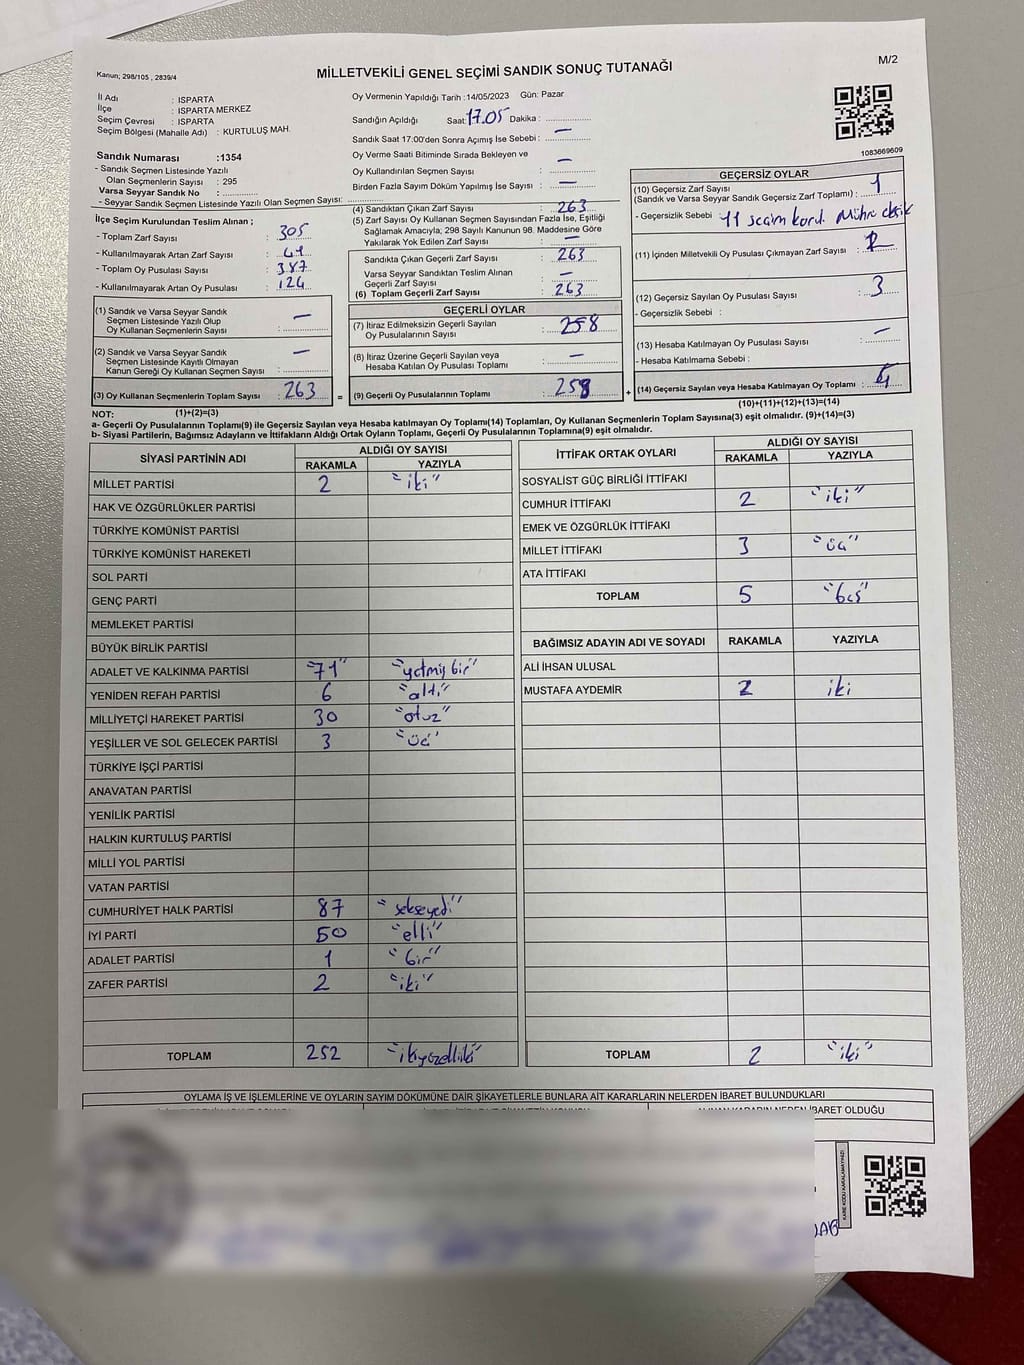 Kanun; 298/105 , 2839/4
MİLLETVEKİLİ GENEL SEÇİMİ SANDIK SONUÇ TUTANAĞI
M/2
İl Adı : ISPARTA
İlçe : ISPARTA MERKEZ
Seçim Çevresi : ISPARTA
Seçim Bölgesi (Mahalle Adı) : KURTULUŞ MAH.
Sandık Numarası :1354
- Sandık Seçmen Listesinde Yazılı
Olan Seçmenlerin Sayısı : 295
Varsa Seyyar Sandık No :
- Seyyar Sandık Seçmen Listesinde Yazılı Olan Seçmen Sayısı:
Oy Vermenin Yapıldığı Tarih :14/05/2023 Gün: Pazar
Sandığın Açıldığı Saat: 17.05 Dakika :
Sandık Saat 17.00'den Sonra Açımış İse Sebebi : —
Oy Verme Saati Bitiminde Sırada Bekleyen ve
Oy Kullandırılan Seçmen Sayısı : —
Birden Fazla Sayım Döküm Yapılmış İse Sayısı : —
1083669609
İlçe Seçim Kurulundan Teslim Alınan ;
- Toplam Zarf Sayısı : 305
- Kullanılmayarak Artan Zarf Sayısı :
- Toplam Oy Pusulası Sayısı : 387
- Kullanılmayarak Artan Oy Pusulası : 124
(1) Sandık ve Varsa Seyyar Sandık
Seçmen Listesinde Yazılı Olup
Oy Kullanan Seçmenlerin Sayısı : —
(2) Sandık ve Varsa Seyyar Sandık
Seçmen Listesinde Kayıtlı Olmayan
Kanun Gereği Oy Kullanan Seçmen Sayısı : —
(3) Oy Kullanan Seçmenlerin Toplam Sayısı : 263
(1)+(2)=(3)
(4) Sandıktan Çıkan Zarf Sayısı : 263
(5) Zarf Sayısı Oy Kullanan Seçmen Sayısından Fazla İse, Eşitliği
Sağlamak Amacıyla; 298 Sayılı Kanunun 98. Maddesine Göre
Yakılarak Yok Edilen Zarf Sayısı : —
Sandıkta Çıkan Geçerli Zarf Sayısı : 263
Varsa Seyyar Sandıktan Teslim Alınan
Geçerli Zarf Sayısı : —
(6) Toplam Geçerli Zarf Sayısı : 263
GEÇERLİ OYLAR
(7) İtiraz Edilmeksizin Geçerli Sayılan
Oy Pusulalarının Sayısı : 258
(8) İtiraz Üzerine Geçerli Sayılan veya
Hesaba Katılan Oy Pusulası Toplamı : —
= (9) Geçerli Oy Pusulalarının Toplamı : 258 +
GEÇERSİZ OYLAR
(10) Geçersiz Zarf Sayısı
(Sandık ve Varsa Seyyar Sandık Geçersiz Zarf Toplamı) : 1
- Geçersizlik Sebebi : 11 seçim kord. Mühre eksik
(11) İçinden Milletvekili Oy Pusulası Çıkmayan Zarf Sayısı :
(12) Geçersiz Sayılan Oy Pusulası Sayısı : 3
- Geçersizlik Sebebi :
(13) Hesaba Katılmayan Oy Pusulası Sayısı : —
- Hesaba Katılmama Sebebi :
(14) Geçersiz Sayılan veya Hesaba Katılmayan Oy Toplamı :
(10)+(11)+(12)+(13)=(14)
NOT:
a- Geçerli Oy Pusulalarının Toplamı(9) ile Geçersiz Sayılan veya Hesaba katılmayan Oy Toplamı(14) Toplamları, Oy Kullanan Seçmenlerin Toplam Sayısına(3) eşit olmalıdır. (9)+(14)=(3)
b- Siyasi Partilerin, Bağımsız Adayların ve İttifakların Aldığı Ortak Oyların Toplamı, Geçerli Oy Pusulalarının Toplamına(9) eşit olmalıdır.
SİYASİ PARTİNİN ADI ALDIĞI OY SAYISI
RAKAMLA YAZIYLA
MİLLET PARTİSİ 2 "iki"
HAK VE ÖZGÜRLÜKLER PARTİSİ
TÜRKİYE KOMÜNİST PARTİSİ
TÜRKİYE KOMÜNİST HAREKETİ
SOL PARTİ
GENÇ PARTİ
MEMLEKET PARTİSİ
BÜYÜK BİRLİK PARTİSİ
ADALET VE KALKINMA PARTİSİ "71" "yetmiş bir"
YENİDEN REFAH PARTİSİ 6 "altı"
MİLLİYETÇİ HAREKET PARTİSİ 30 "otuz"
YEŞİLLER VE SOL GELECEK PARTİSİ 3 "üç"
TÜRKİYE İŞÇİ PARTİSİ
ANAVATAN PARTİSİ
YENİLİK PARTİSİ
HALKIN KURTULUŞ PARTİSİ
MİLLİ YOL PARTİSİ
VATAN PARTİSİ
CUMHURİYET HALK PARTİSİ 87 "sekseyedi"
İYİ PARTİ 50 "elli"
ADALET PARTİSİ 1 "bir"
ZAFER PARTİSİ 2 "iki"
TOPLAM 252 "ikiyüzelliiki"
İTTİFAK ORTAK OYLARI ALDIĞI OY SAYISI
RAKAMLA YAZIYLA
SOSYALİST GÜÇ BİRLİĞİ İTTİFAKI
CUMHUR İTTİFAKI 2 "iki"
EMEK VE ÖZGÜRLÜK İTTİFAKI
MİLLET İTTİFAKI 3 "üç"
ATA İTTİFAKI
TOPLAM 5 "beş"
BAĞIMSIZ ADAYIN ADI VE SOYADI RAKAMLA YAZIYLA
ALİ İHSAN ULUSAL
MUSTAFA AYDEMİR 2 iki
TOPLAM 2 "iki"
OYLAMA İŞ VE İŞLEMLERİNE VE OYLARIN SAYIM DÖKÜMÜNE DAİR ŞİKAYETLERLE BUNLARA AİT KARARLARIN NELERDEN İBARET BULUNDUKLARI
ALINAN KARARIN NEDEN İBARET OLDUĞU
KARE KODU KARALAMAYINIZ!